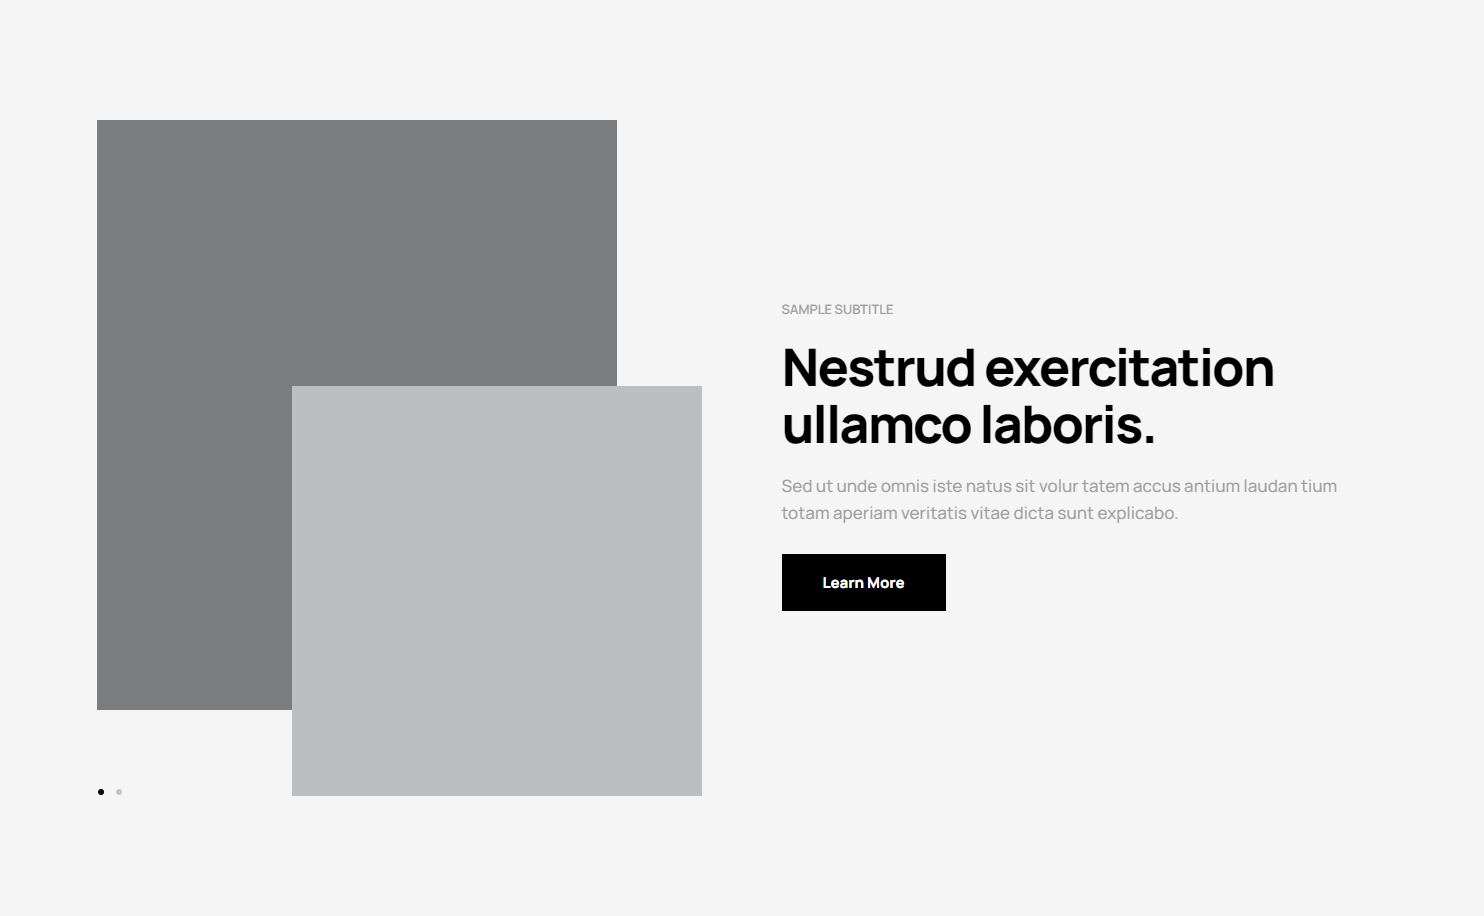 SAMPLE SUBTITLE
Nestrud exercitation
ullamco laboris.
Sed ut unde omnis iste natus sit volur tatem accus antium laudan tium
totam aperiam veritatis vitae dicta sunt explicabo.
Learn More